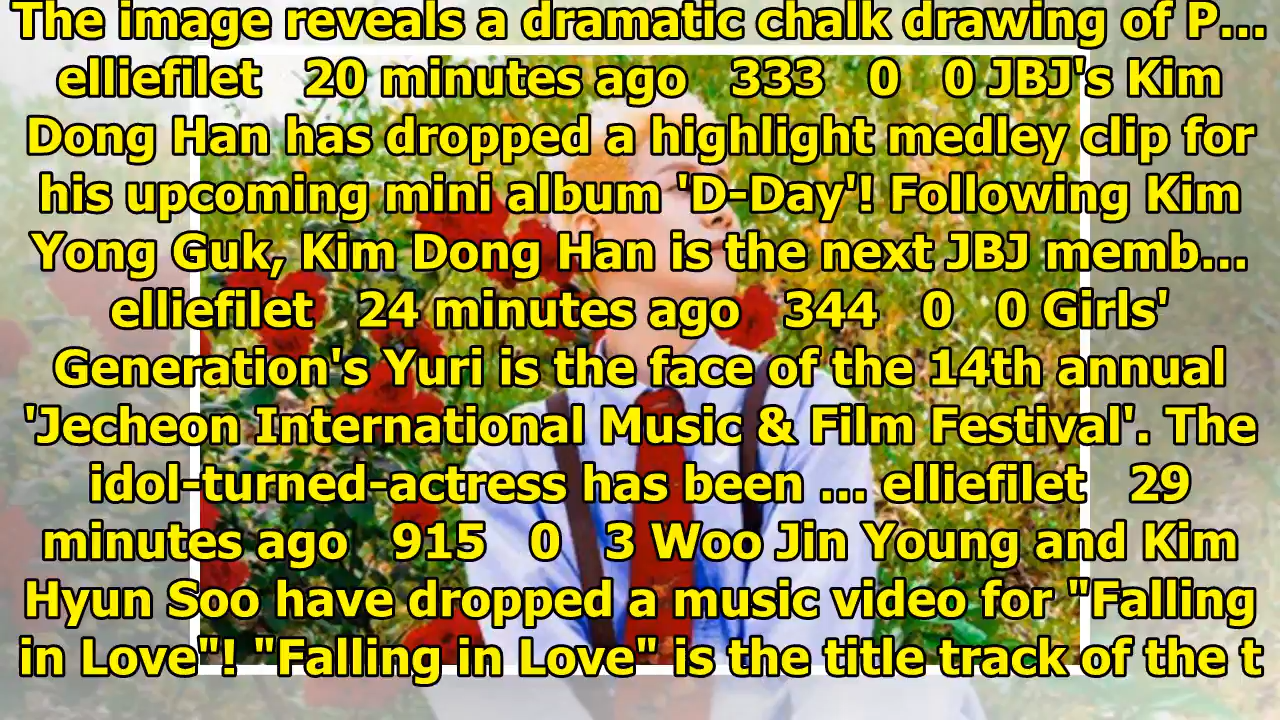 The image reveals a dramatic chalk drawing of P...
elliefilet 20 minutes ago 333 0 0 JBJ's Kim
Dong Han has dropped a highlight medley clip for
his upcoming mini album 'D-Day'! Following Kim
Yong Guk, Kim Dong Han is the next JBJ memb...
elliefilet 24 minutes ago 344 0 0 Girls'
Generation's Yuri is the face of the 14th annual
'Jecheon International Music & Film Festival'. The
idol-turned-actress has been ... elliefilet 29
minutes ago 915 0 3 Woo Jin Young and Kim
Hyun Soo have dropped a music video for "Falling
in Love"! "Falling in Love" is the title track of the t